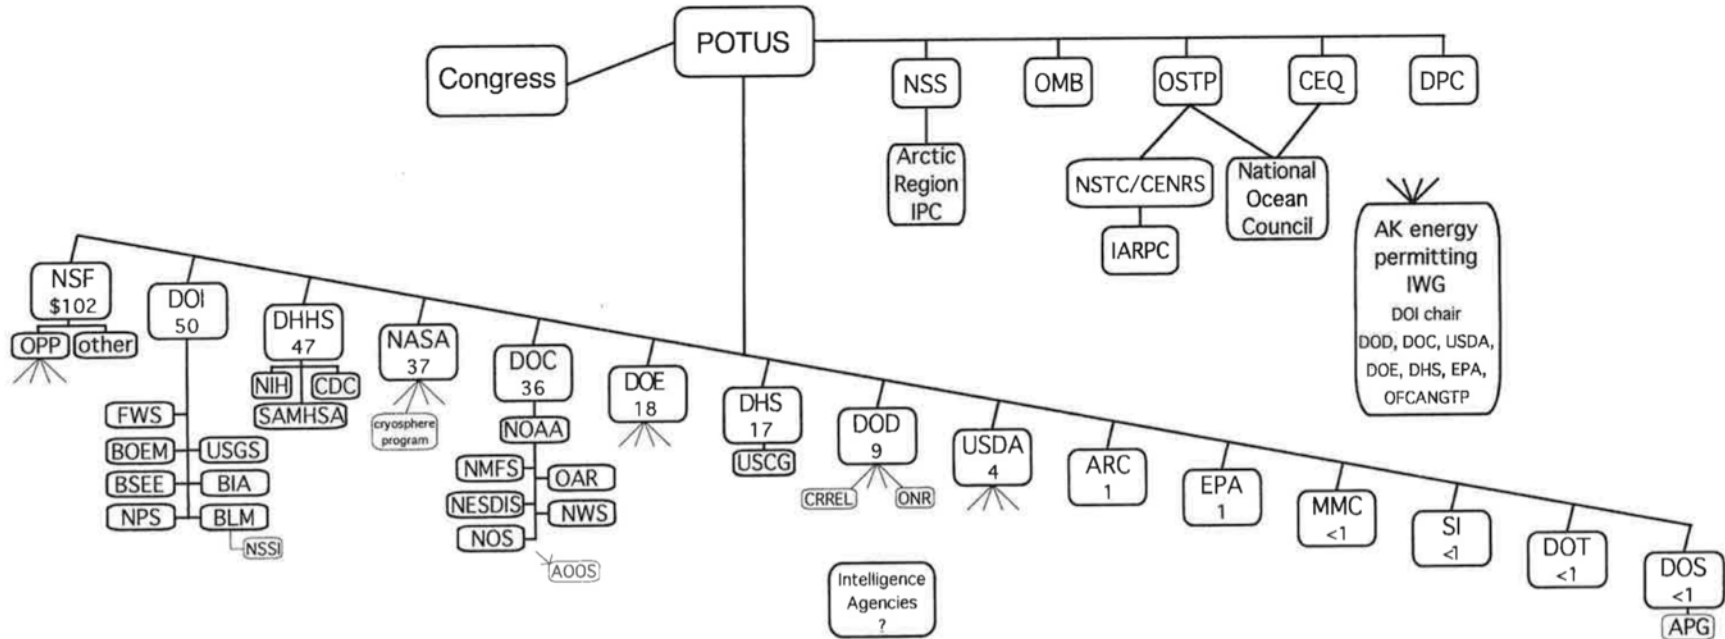 POTUS
Congress
NSS
OMB
OSTP
CEQ
DPC
Arctic
Region
IPC
NSTC/CENRS
IARPC
National
Ocean
Council
AK energy
permitting
IWG
DOI chair
DOD, DOC, USDA,
DOE, DHS, EPA,
OFCANGTP
NSF
$102
OPP
other
DOI
50
FWS
BOEM
USGS
BSEE
BIA
NPS
BLM
NSSI
DHHS
47
NIH
CDC
SAMHSA
NASA
37
cryosphere
program
DOC
36
NOAA
NMFS
OAR
NESDIS
NWS
NOS
AOOS
DOE
18
DHS
17
USCG
DOD
9
CRREL
ONR
USDA
4
ARC
1
EPA
1
MMC
<1
SI
<1
DOT
<1
DOS
<1
APG
Intelligence
Agencies
?